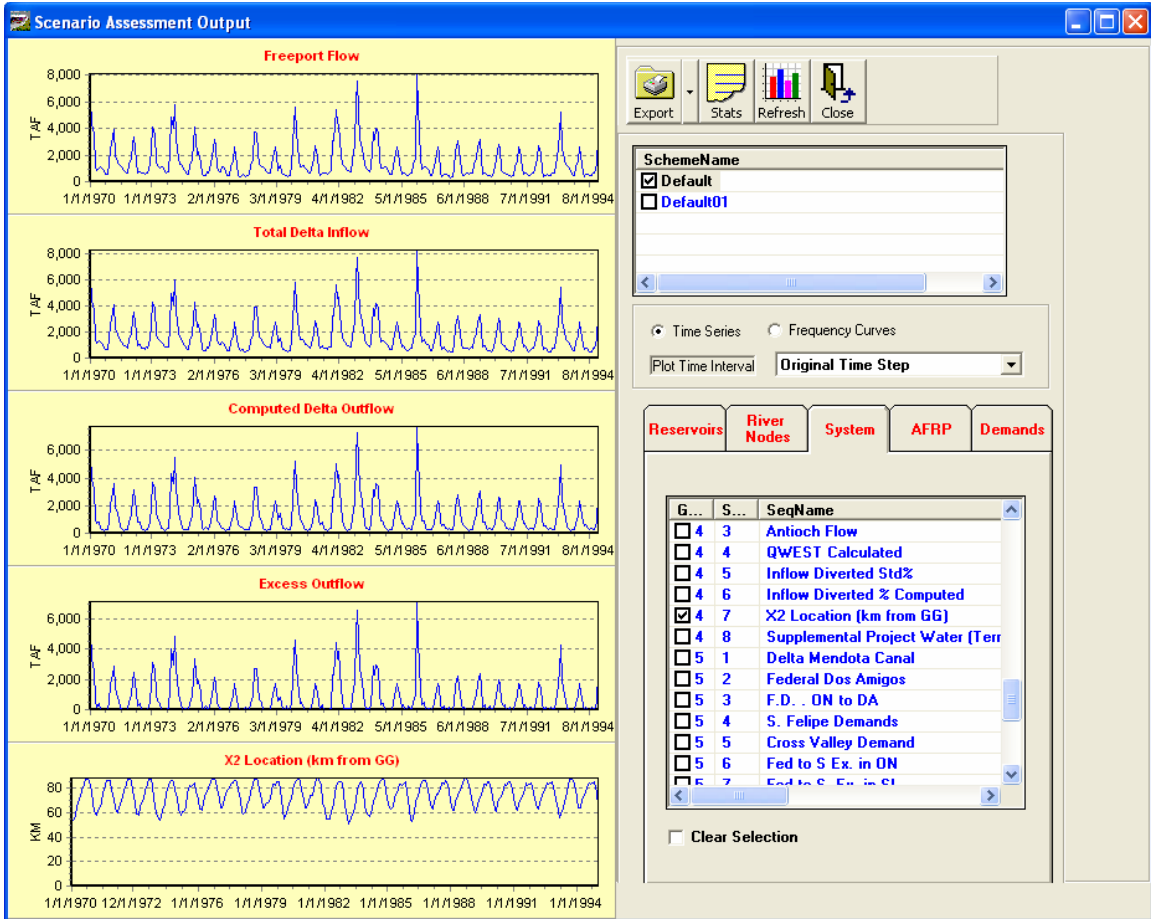 Scenario Assessment Output
Freeport Flow
8,000
6,000
4,000
2,000
0
TAF
1/1/1970 1/1/1973 2/1/1976 3/1/1979 4/1/1982 5/1/1985 6/1/1988 7/1/1991 8/1/1994
Total Delta Inflow
8,000
6,000
4,000
2,000
0
TAF
1/1/1970 1/1/1973 2/1/1976 3/1/1979 4/1/1982 5/1/1985 6/1/1988 7/1/1991 8/1/1994
Computed Delta Outflow
6,000
4,000
2,000
0
TAF
1/1/1970 1/1/1973 2/1/1976 3/1/1979 4/1/1982 5/1/1985 6/1/1988 7/1/1991 8/1/1994
Excess Outflow
6,000
4,000
2,000
0
TAF
1/1/1970 1/1/1973 2/1/1976 3/1/1979 4/1/1982 5/1/1985 6/1/1988 7/1/1991 8/1/1994
X2 Location (km from GG)
80
60
40
20
0
KM
1/1/1970 12/1/1972 1/1/1976 1/1/1979 1/1/1982 1/1/1985 1/1/1988 1/1/1991 1/1/1994
Export Stats Refresh Close
SchemeName
Default
Default01
Time Series Frequency Curves
Plot Time Interval Original Time Step
Reservoirs River Nodes System AFRP Demands
G... S... SeqName
4 3 Antioch Flow
4 4 QWEST Calculated
4 5 Inflow Diverted Std%
4 6 Inflow Diverted % Computed
4 7 X2 Location (km from GG)
4 8 Supplemental Project Water (Terr
5 1 Delta Mendota Canal
5 2 Federal Dos Amigos
5 3 F.D. . ON to DA
5 4 S. Felipe Demands
5 5 Cross Valley Demand
5 6 Fed to S Ex. in ON
5 7 Fed to S. Ex. in SL
Clear Selection